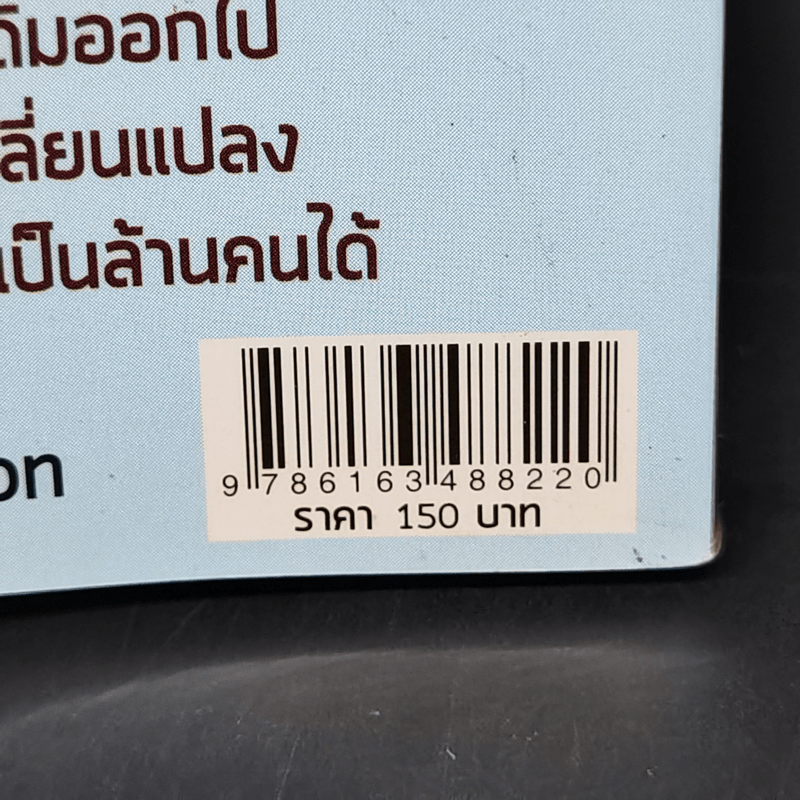 ดิมออกไป
ลี่ยนแปลง
เป็นล้านคนได้
on
9 786163 488220
ราคา 150 บาท